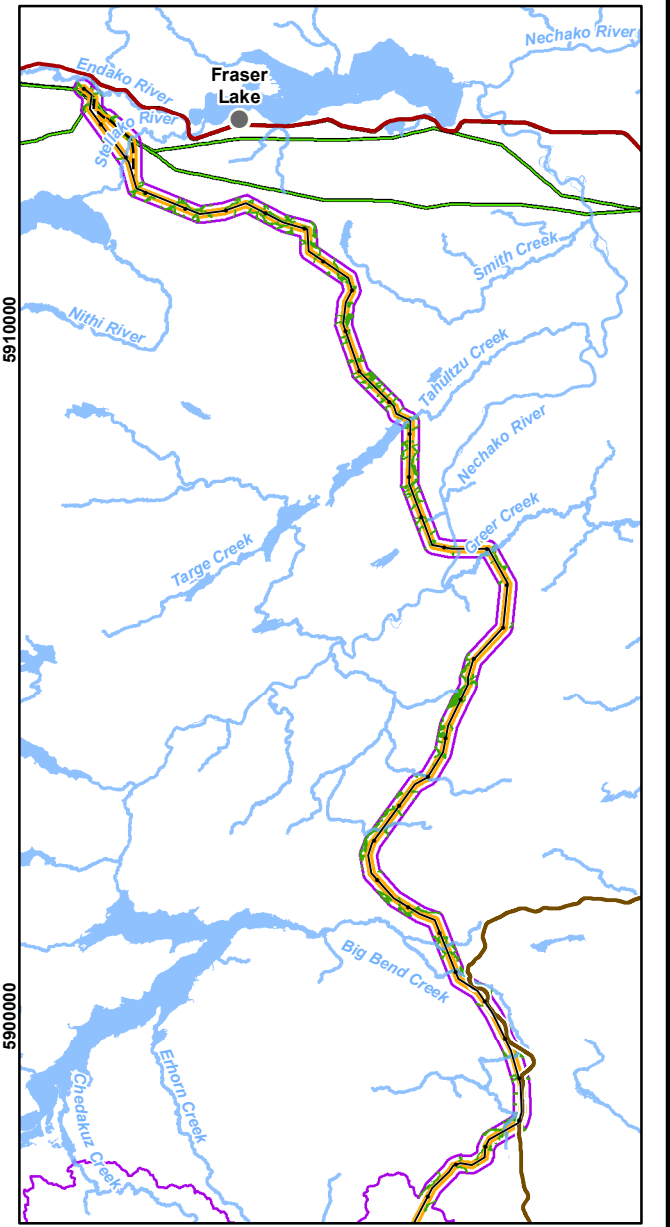 Nechako River
Endako River
Fraser
Lake
Stellako River
Smith Creek
5910000
Nithi River
Tahultzu Creek
Nechako River
Greer Creek
Targe Creek
Big Bend Creek
5900000
Erhorn Creek
Chedakuz Creek